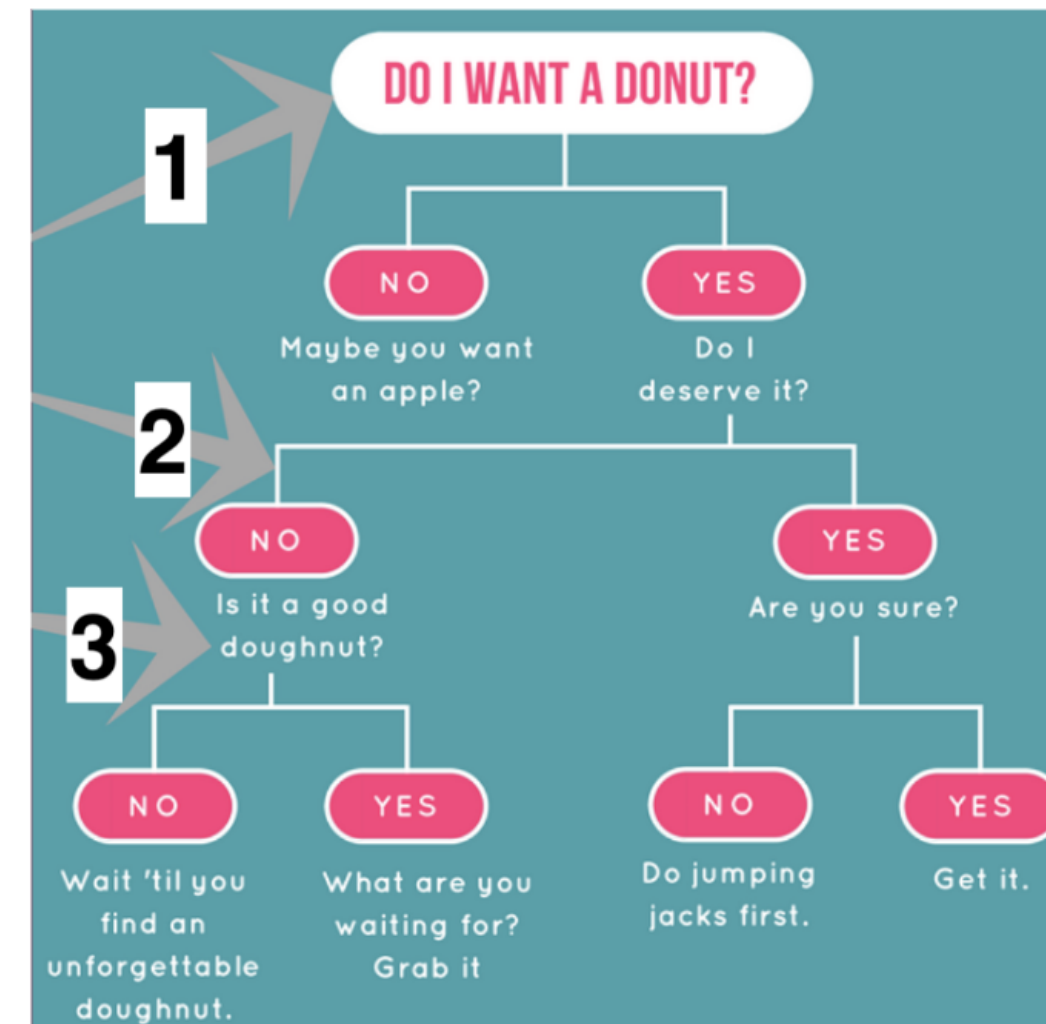 DO I WANT A DONUT?
1
NO
YES
Maybe you want
an apple?
Do I
deserve it?
2
NO
YES
Is it a good
doughnut?
Are you sure?
3
NO
YES
NO
YES
Wait 'til you
find an
unforgettable
doughnut.
What are you
waiting for?
Grab it
Do jumping
jacks first.
Get it.